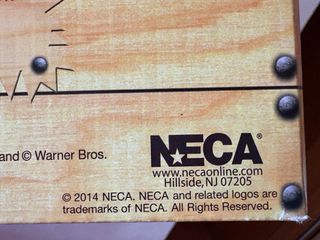 and © Warner Bros.
NECA®
www.necaonline.com
Hillside, NJ 07205
© 2014 NECA. NECA and related logos are
trademarks of NECA. All Rights Reserved.